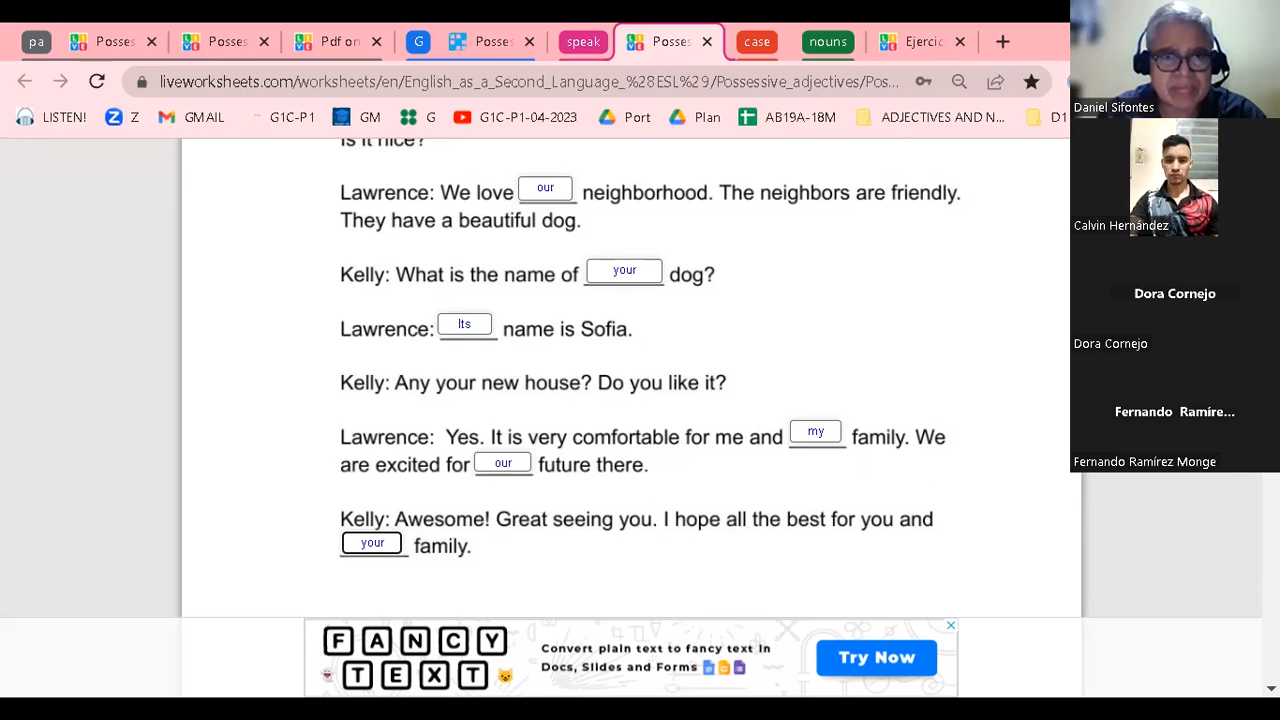 pa
Posses
Posses
Pdf on
G
Posses
speak
Posses
case
nouns
Ejercic
liveworksheets.com/worksheets/en/English_as_a_Second_Language_%28ESL%29/Possessive_adjectives/Pos...
LISTEN!
Z
GMAIL
G1C-P1
GM
G
G1C-P1-04-2023
Port
Plan
AB19A-18M
ADJECTIVES AND N...
D1
Is it nice?
Lawrence: We love our neighborhood. The neighbors are friendly.
They have a beautiful dog.
Kelly: What is the name of your dog?
Lawrence: Its name is Sofia.
Kelly: Any your new house? Do you like it?
Lawrence: Yes. It is very comfortable for me and my family. We
are excited for our future there.
Kelly: Awesome! Great seeing you. I hope all the best for you and
your family.
FANCY
TEXT
Convert plain text to fancy text in
Docs, Slides and Forms
Try Now
Daniel Sifontes
Calvin Hernández
Dora Cornejo
Dora Cornejo
Fernando Ramíre...
Fernando Ramírez Monge